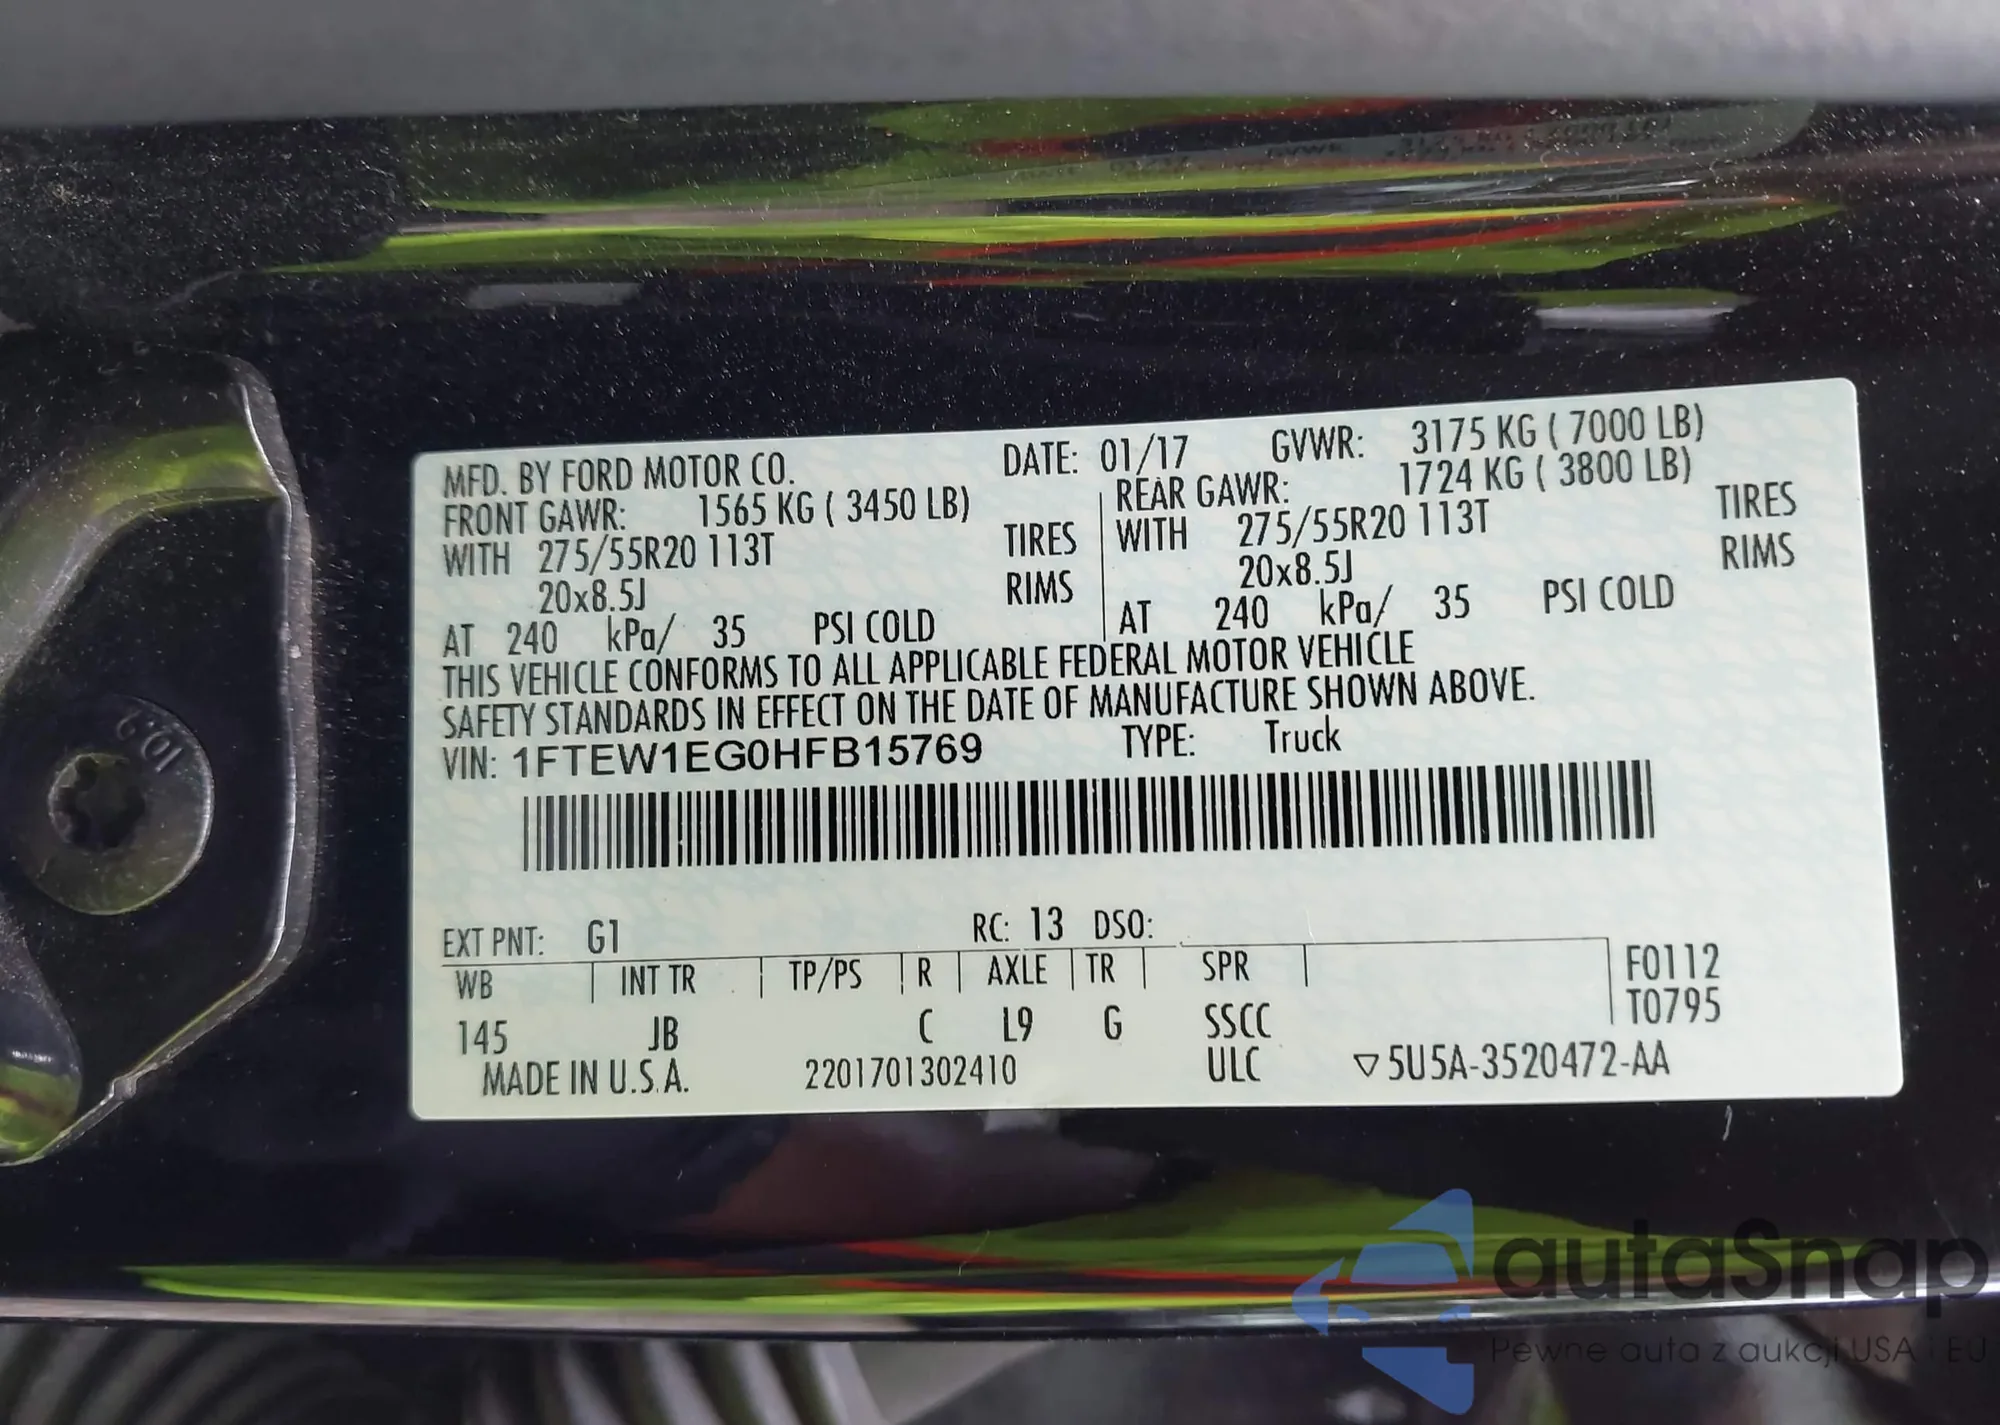 MFD. BY FORD MOTOR CO. DATE: 01/17 GVWR: 3175 KG ( 7000 LB)
FRONT GAWR: 1565 KG ( 3450 LB) REAR GAWR: 1724 KG ( 3800 LB)
WITH 275/55R20 113T TIRES WITH 275/55R20 113T TIRES
20x8.5J RIMS 20x8.5J RIMS
AT 240 kPa/ 35 PSI COLD AT 240 kPa/ 35 PSI COLD
THIS VEHICLE CONFORMS TO ALL APPLICABLE FEDERAL MOTOR VEHICLE
SAFETY STANDARDS IN EFFECT ON THE DATE OF MANUFACTURE SHOWN ABOVE.
VIN: 1FTEW1EG0HFB15769 TYPE: Truck
EXT PNT: G1 RC: 13 DSO:
WB INT TR TP/PS R AXLE TR SPR F0112
T0795
145 JB C L9 G SSCC
MADE IN U.S.A. 2201701302410 ULC ▽5U5A-3520472-AA
10.9
autaSnap
Pewne auta z aukcji USA i EU